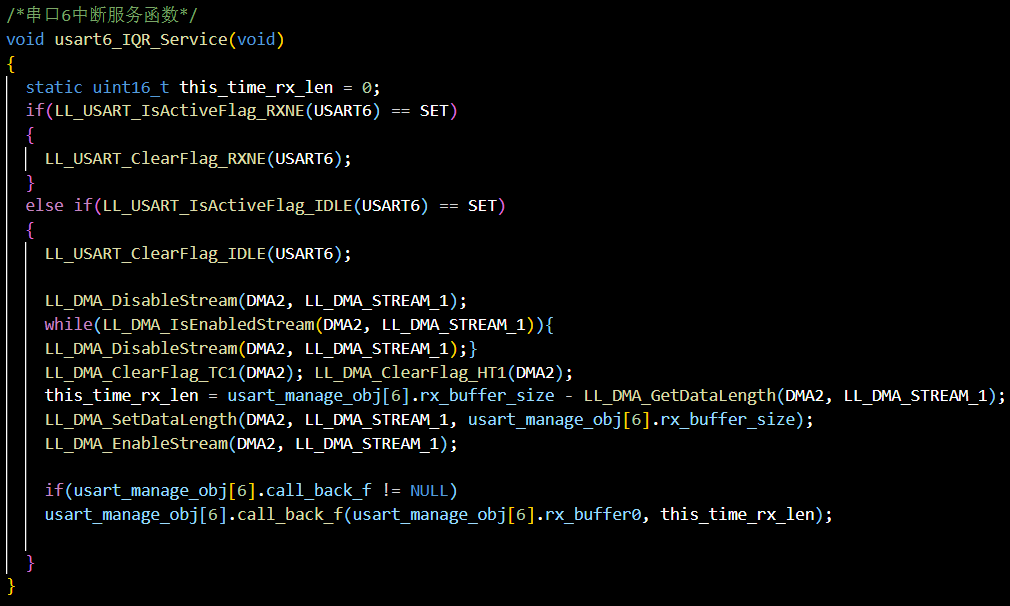 /*串口6中断服务函数*/
void usart6_IQR_Service(void)
{
static uint16_t this_time_rx_len = 0;
if(LL_USART_IsActiveFlag_RXNE(USART6) == SET)
{
LL_USART_ClearFlag_RXNE(USART6);
}
else if(LL_USART_IsActiveFlag_IDLE(USART6) == SET)
{
LL_USART_ClearFlag_IDLE(USART6);
LL_DMA_DisableStream(DMA2, LL_DMA_STREAM_1);
while(LL_DMA_IsEnabledStream(DMA2, LL_DMA_STREAM_1)){
LL_DMA_DisableStream(DMA2, LL_DMA_STREAM_1);}
LL_DMA_ClearFlag_TC1(DMA2); LL_DMA_ClearFlag_HT1(DMA2);
this_time_rx_len = usart_manage_obj[6].rx_buffer_size - LL_DMA_GetDataLength(DMA2, LL_DMA_STREAM_1);
LL_DMA_SetDataLength(DMA2, LL_DMA_STREAM_1, usart_manage_obj[6].rx_buffer_size);
LL_DMA_EnableStream(DMA2, LL_DMA_STREAM_1);
if(usart_manage_obj[6].call_back_f != NULL)
usart_manage_obj[6].call_back_f(usart_manage_obj[6].rx_buffer0, this_time_rx_len);
}
}